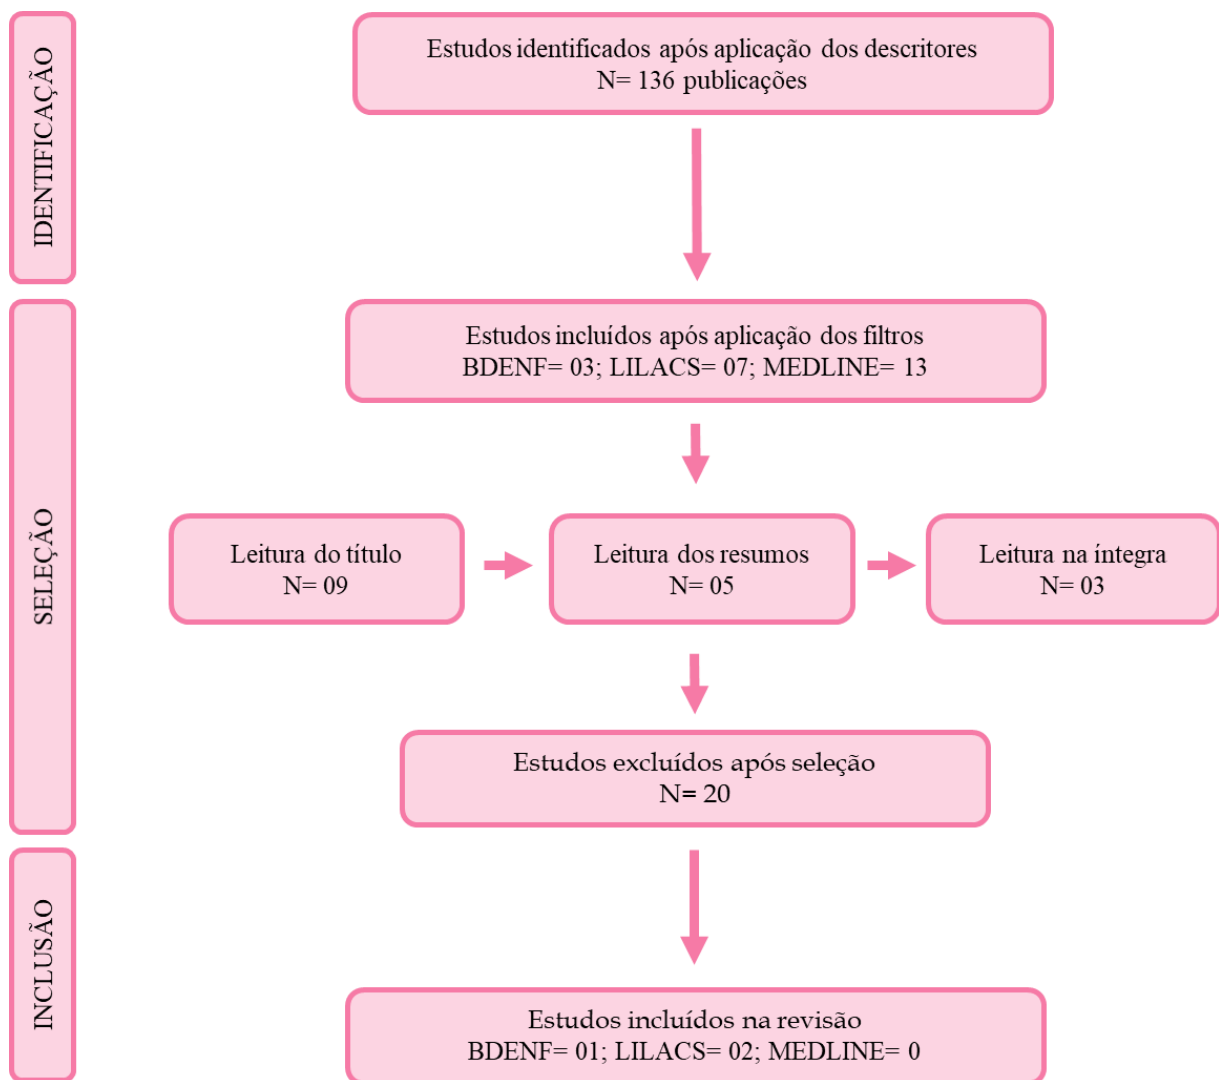 IDENTIFICAÇÃO
Estudos identificados após aplicação dos descritores
N= 136 publicações
SELEÇÃO
Estudos incluídos após aplicação dos filtros
BDENF= 03; LILACS= 07; MEDLINE= 13
Leitura do título
N= 09
Leitura dos resumos
N= 05
Leitura na íntegra
N= 03
Estudos excluídos após seleção
N= 20
INCLUSÃO
Estudos incluídos na revisão
BDENF= 01; LILACS= 02; MEDLINE= 0